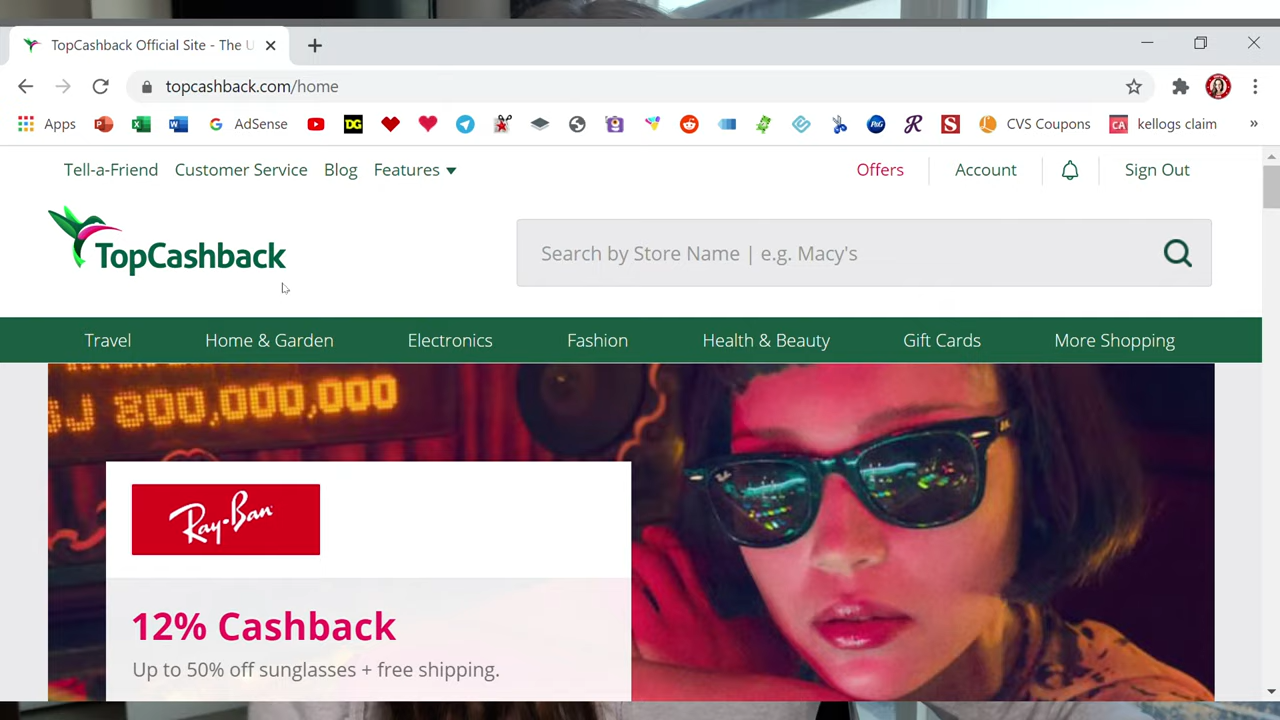 TopCashback Official Site - The U
topcashback.com/home
Apps
AdSense
DG
CVS Coupons
CA
kellogs claim
Tell-a-Friend Customer Service Blog Features Offers Account Sign Out
TopCashback
Search by Store Name | e.g. Macy's
Travel Home & Garden Electronics Fashion Health & Beauty Gift Cards More Shopping
800,000,000
Ray-Ban
12% Cashback
Up to 50% off sunglasses + free shipping.